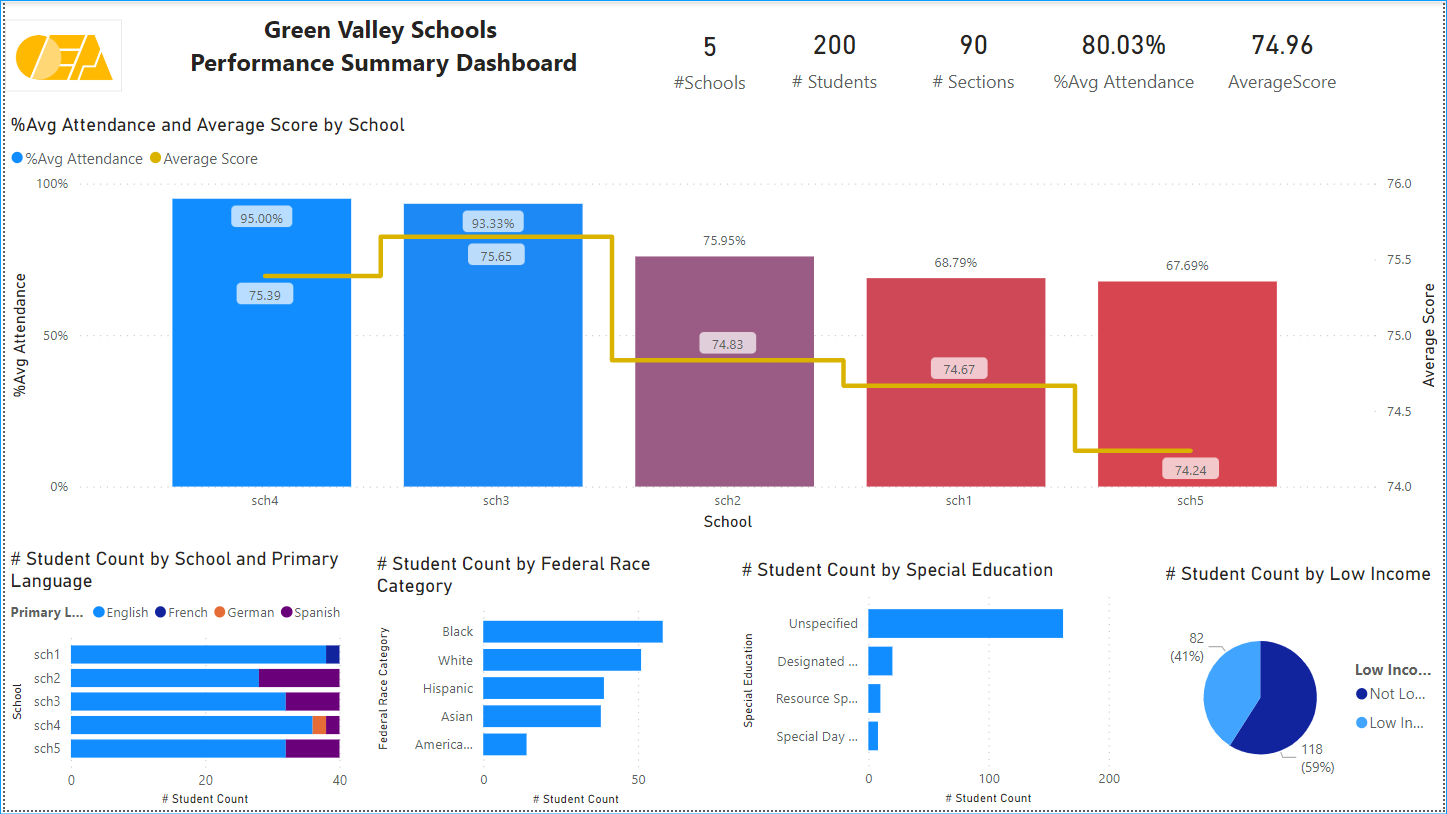 Green Valley Schools
Performance Summary Dashboard
5
#Schools
200
# Students
90
# Sections
80.03%
%Avg Attendance
74.96
AverageScore
%Avg Attendance and Average Score by School
%Avg Attendance Average Score
100%
50%
0%
%Avg Attendance
76.0
75.5
75.0
74.5
74.0
Average Score
95.00%
93.33%
75.95%
68.79%
67.69%
75.39
75.65
74.83
74.67
74.24
sch4 sch3 sch2 sch1 sch5
School
# Student Count by School and Primary
Language
Primary L... English French German Spanish
School
sch1
sch2
sch3
sch4
sch5
0 20 40
# Student Count
# Student Count by Federal Race
Category
Federal Race Category
Black
White
Hispanic
Asian
America...
0 50
# Student Count
# Student Count by Special Education
Special Education
Unspecified
Designated ...
Resource Sp...
Special Day ...
0 100 200
# Student Count
# Student Count by Low Income
82
(41%)
118
(59%)
Low Inco...
Not Lo...
Low In...